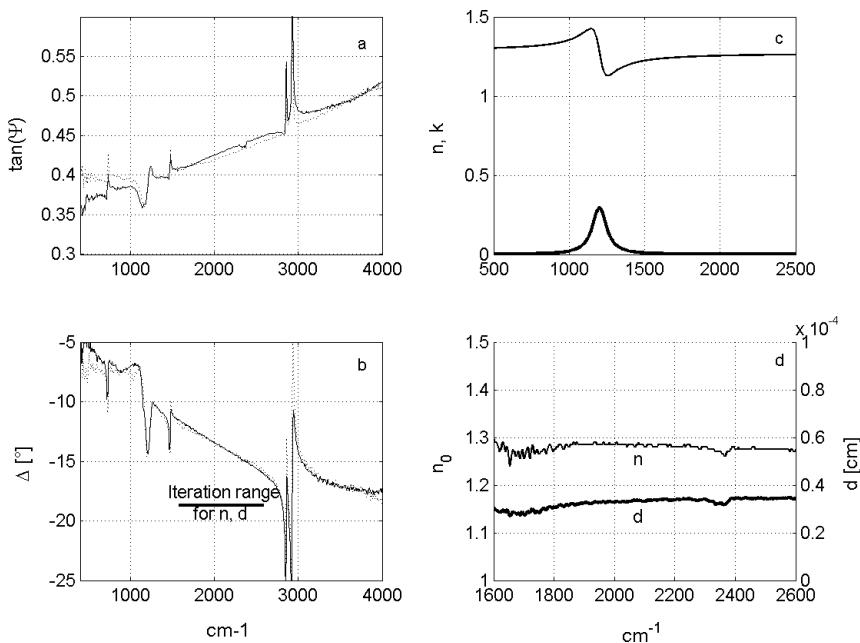 0.55
0.5
0.45
0.4
0.35
0.3
tan(Ψ)
a
1000 2000 3000 4000
1.5
1
0.5
0
n, k
c
500 1000 1500 2000 2500
-5
-10
-15
-20
-25
Δ [°]
b
Iteration range
for n, d
1000 2000 3000 4000
cm-1
x 10-4
1.5
1.4
1.3
1.2
1.1
1
n0
d
n
d
1
0.8
0.6
0.4
0.2
0
d [cm]
1600 1800 2000 2200 2400 2600
cm-1